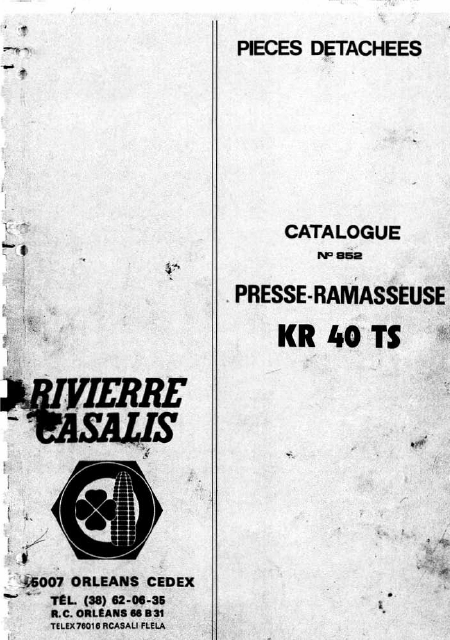 PIECES DETACHEES
CATALOGUE
Nº 852
PRESSE-RAMASSEUSE
KR 40 TS
RIVIERRE
CASALIS
5007 ORLEANS CEDEX
TÉL. (38) 62-06-35
R.C. ORLÉANS 66 B 31
TELEX 76016 RCASALI FLELA